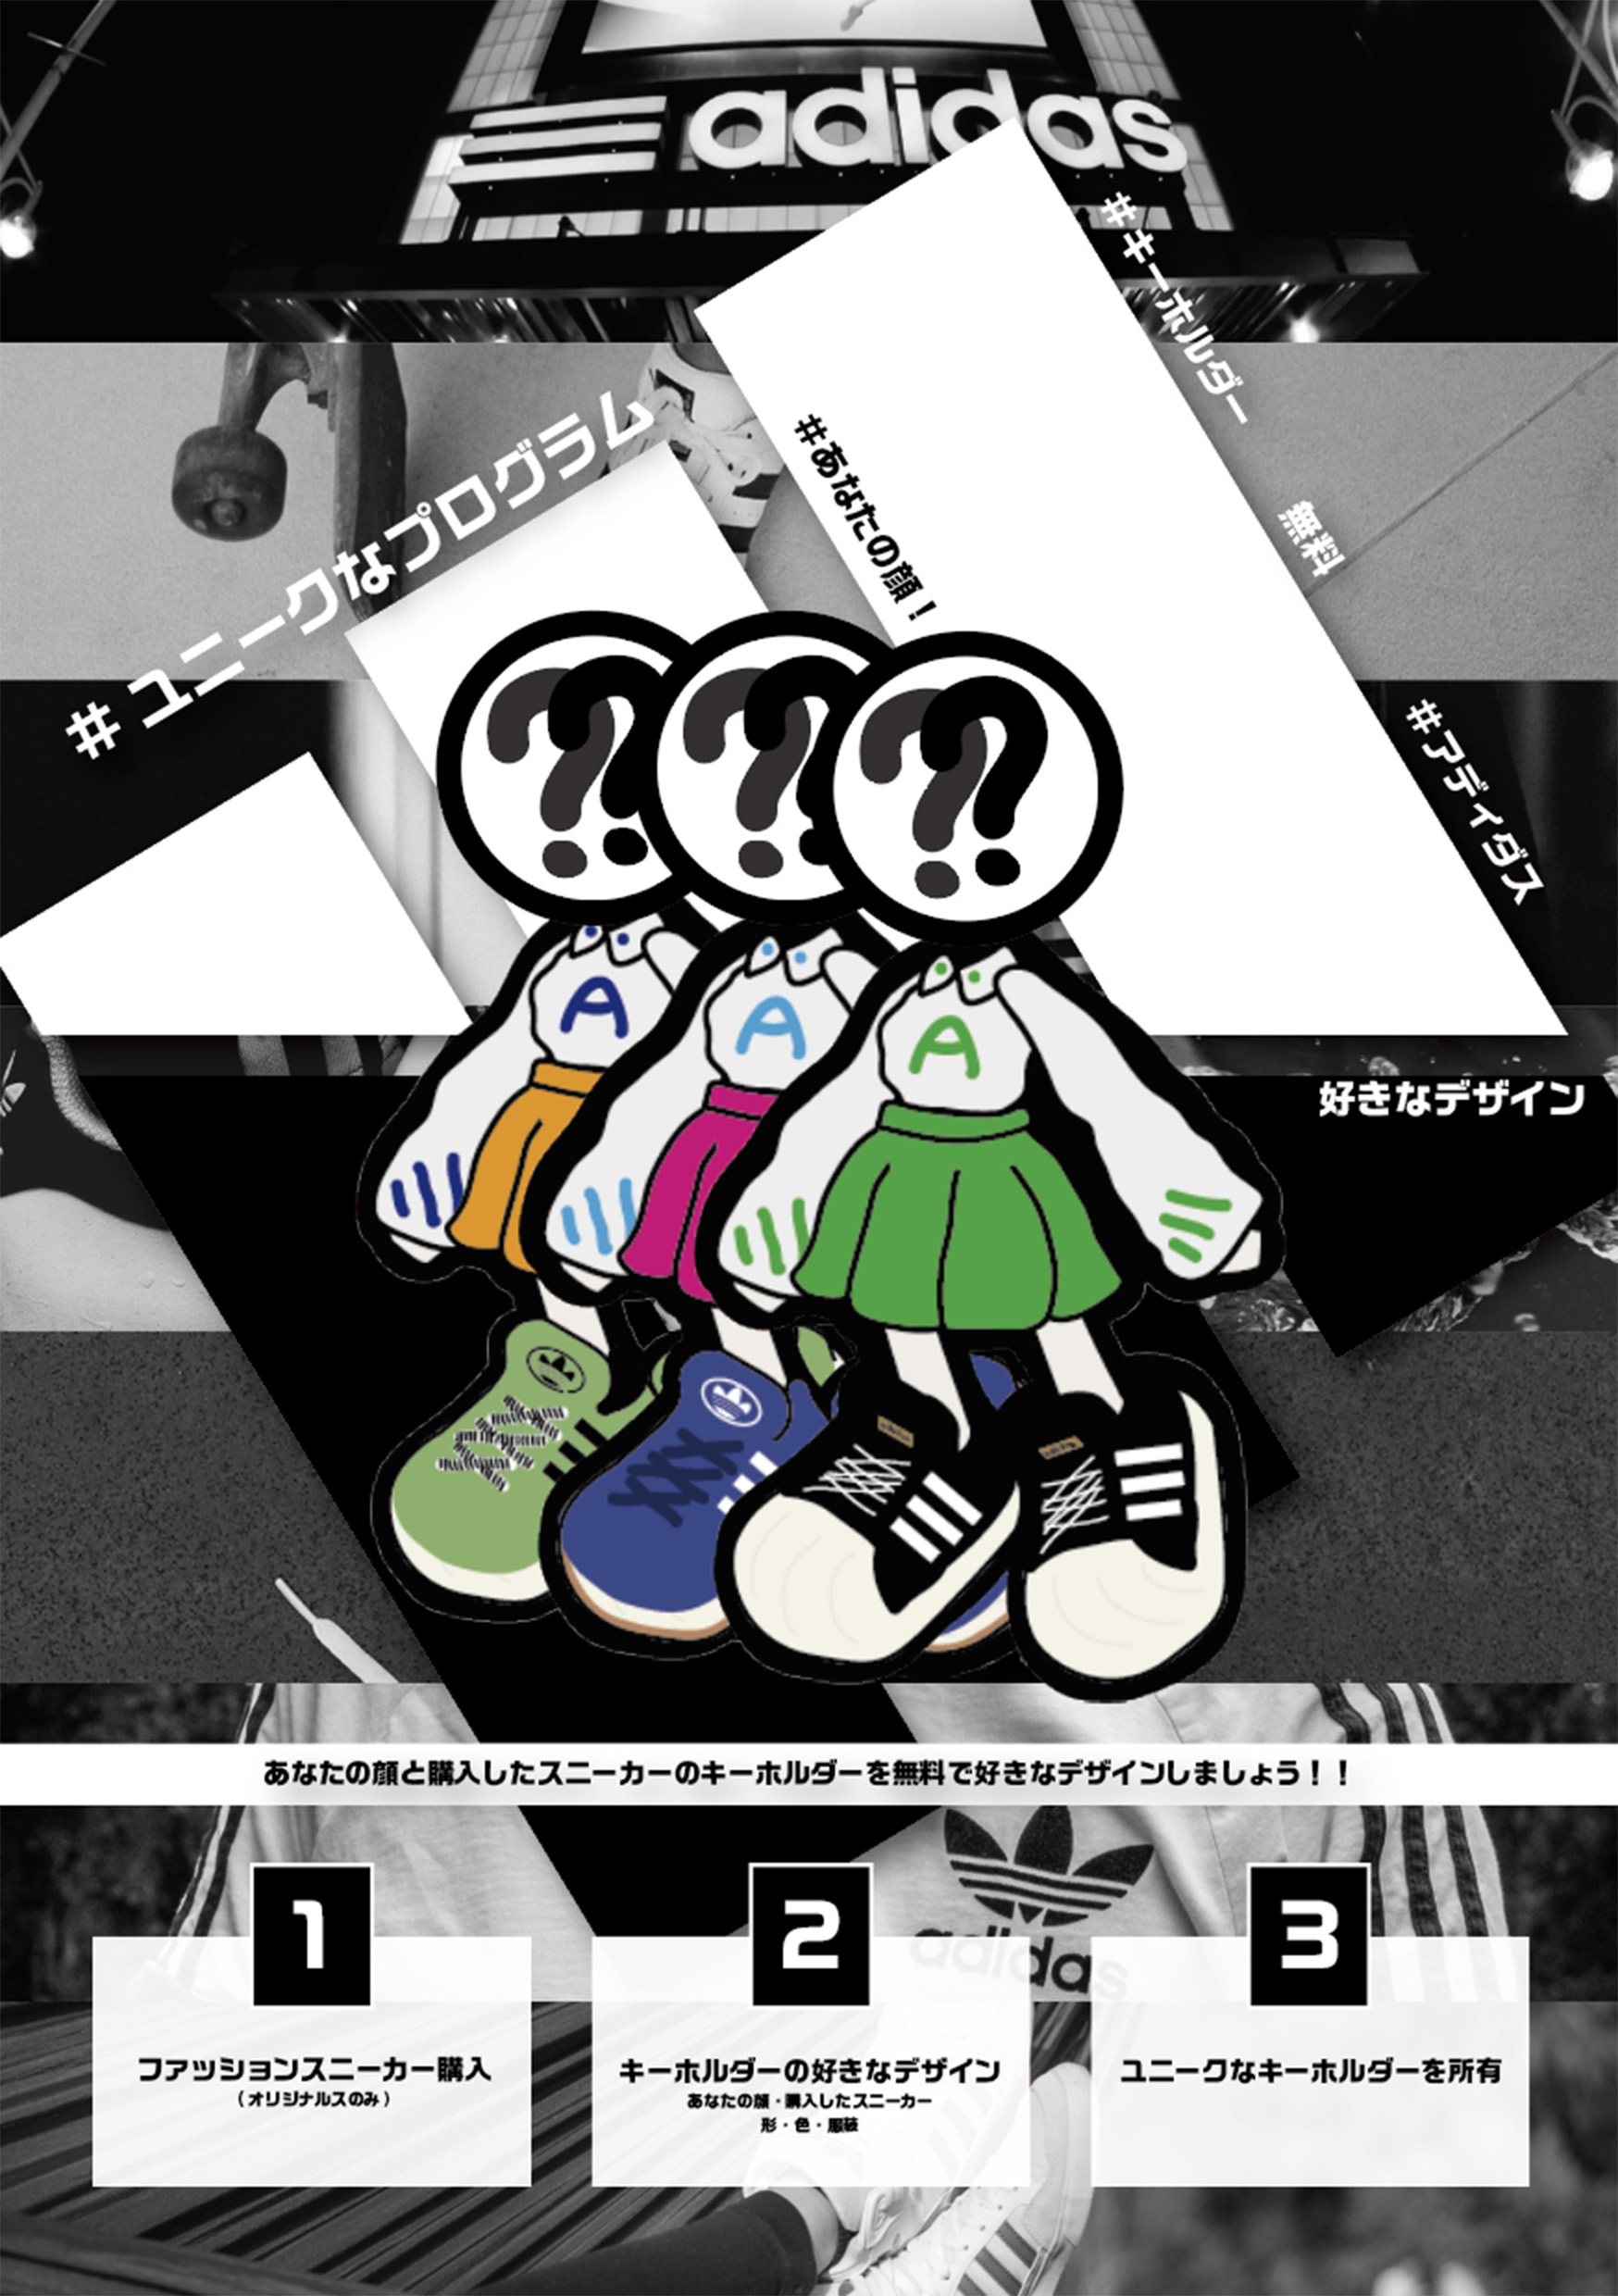 adidas
#キーホルダー
無料
#アディダス
#ユニークなプログラム
#あなたの顔！
??
??
??
A
A
A
好きなデザイン
あなたの顔と購入したスニーカーのキーホルダーを無料で好きなデザインしましょう！！
adidas
1
ファッションスニーカー購入
（オリジナルスのみ）
2
キーホルダーの好きなデザイン
あなたの顔・購入したスニーカー
形・色・服装
3
ユニークなキーホルダーを所有